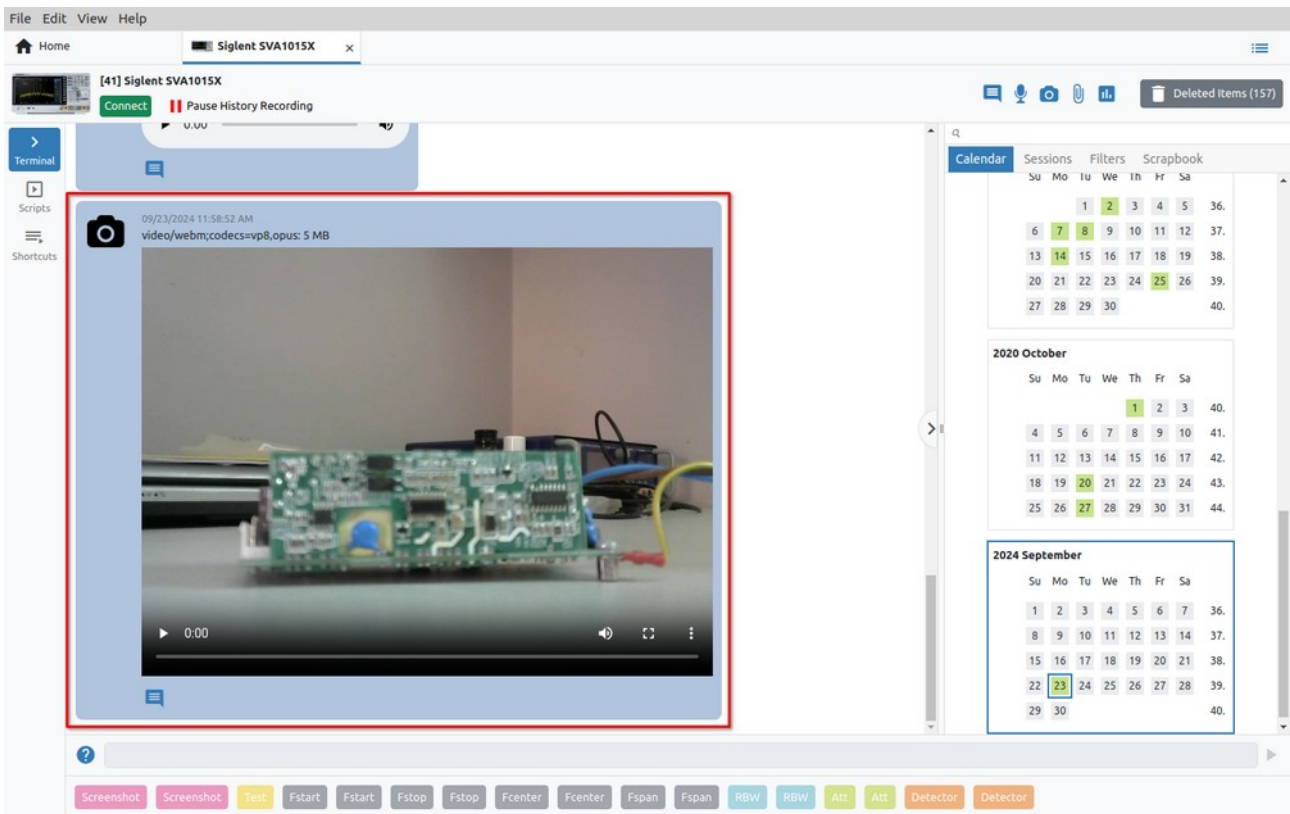 File Edit View Help
Home
Siglent SVA1015X x
[41] Siglent SVA1015X
Connect Pause History Recording
Deleted Items (157)
Terminal
Scripts
Shortcuts
0:00
09/23/2024 11:58:52 AM
video/webm;codecs=vp8,opus: 5 MB
0:00
Calendar Sessions Filters Scrapbook
Su Mo Tu We Th Fr Sa
1 2 3 4 5 36.
6 7 8 9 10 11 12 37.
13 14 15 16 17 18 19 38.
20 21 22 23 24 25 26 39.
27 28 29 30 40.
2020 October
Su Mo Tu We Th Fr Sa
1 2 3 40.
4 5 6 7 8 9 10 41.
11 12 13 14 15 16 17 42.
18 19 20 21 22 23 24 43.
25 26 27 28 29 30 31 44.
2024 September
Su Mo Tu We Th Fr Sa
1 2 3 4 5 6 7 36.
8 9 10 11 12 13 14 37.
15 16 17 18 19 20 21 38.
22 23 24 25 26 27 28 39.
29 30 40.
?
Screenshot Screenshot Test Fstart Fstart Fstop Fstop Fcenter Fcenter Fspan Fspan RBW RBW Att Att Detector Detector